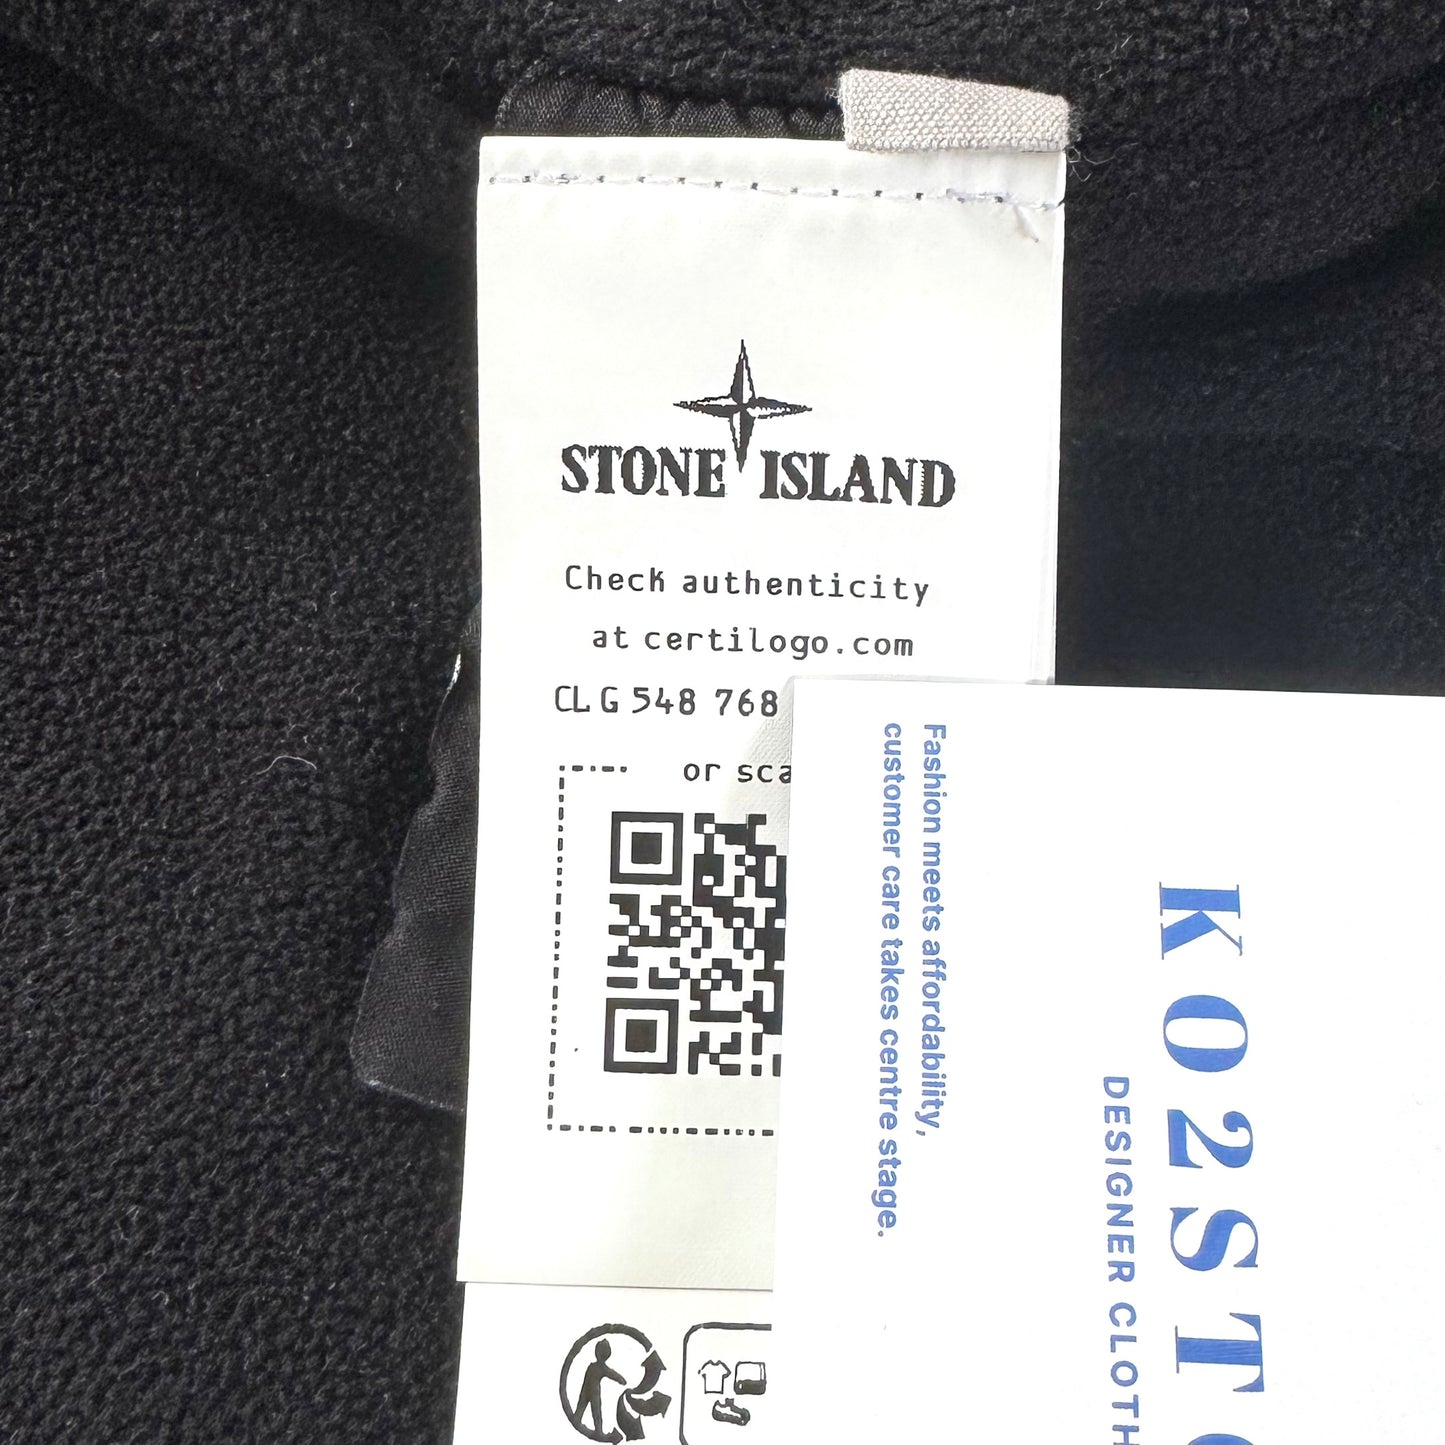 STONE ISLAND
Check authenticity
at certilogo.com
CLG 548 768
or sca
Fashion meets affordability,
customer care takes centre stage.
KO2ST
DESIGNER CLOTH